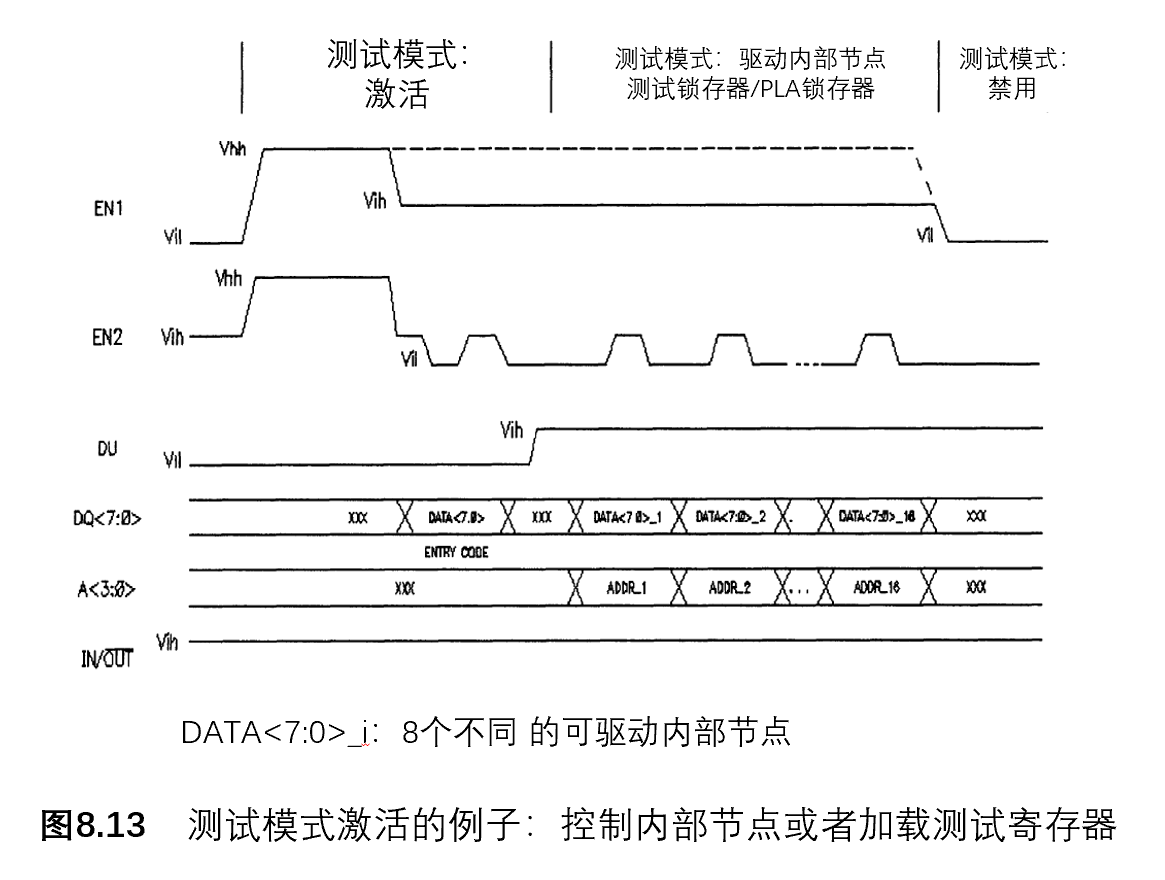 测试模式： 测试模式：驱动内部节点 测试模式：
激活 测试锁存器/PLA锁存器 禁用
Vhh
EN1 Vih
Vil Vil
Vhh
EN2 Vih
Vil
DU Vih
Vil
DQ<7:0> XXX DATA<7:0> XXX DATA<7:0>_1 DATA<7:0>_2 . DATA<7:0>_16 XXX
ENTRY CODE
A<3:0> XXX ADDR_1 ADDR_2 ... ADDR_16 XXX
Vih
IN/OUT
DATA<7:0>_i：8个不同 的可驱动内部节点
图8.13 测试模式激活的例子：控制内部节点或者加载测试寄存器